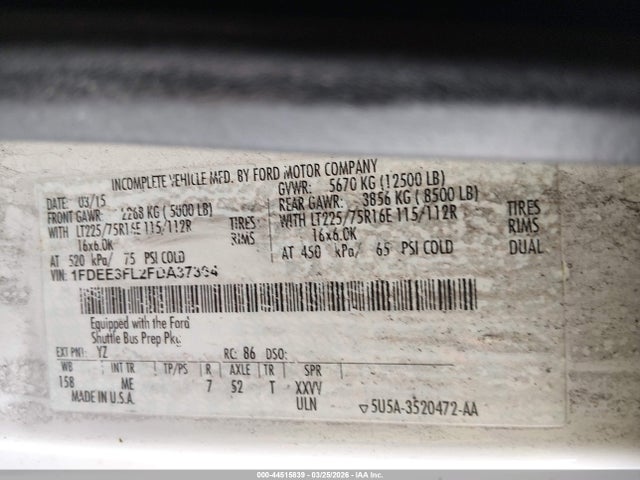 INCOMPLETE VEHICLE MFD. BY FORD MOTOR COMPANY
DATE: 03/15 GVWR: 5670 KG (12500 LB)
FRONT GAWR: 2268 KG (5000 LB) REAR GAWR: 3856 KG (8500 LB)
WITH LT225/75R16E 115/112R TIRES WITH LT225/75R16E 115/112R TIRES
16x6.0K RIMS 16x6.0K RIMS
AT 520 kPa/ 75 PSI COLD AT 450 kPa/ 65 PSI COLD DUAL
VIN: 1FDEE3FL2FDA37394
Equipped with the Ford
Shuttle Bus Prep Pkg
EXT PNT: YZ RC: 86 DSO:
WB INT TR TP/PS R AXLE TR SPR
158 ME 7 52 T XXVV
MADE IN U.S.A. ULN ▽5U5A-3520472-AA
000-44515839 - 03/25/2026 - IAA Inc.